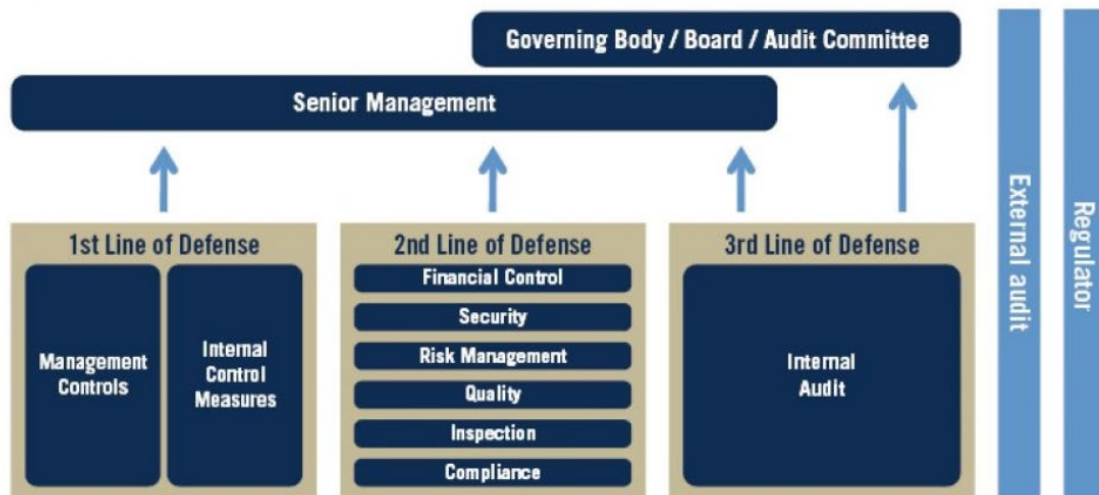 Governing Body / Board / Audit Committee
Senior Management
1st Line of Defense
Management
Controls
Internal
Control
Measures
2nd Line of Defense
Financial Control
Security
Risk Management
Quality
Inspection
Compliance
3rd Line of Defense
Internal
Audit
External audit
Regulator